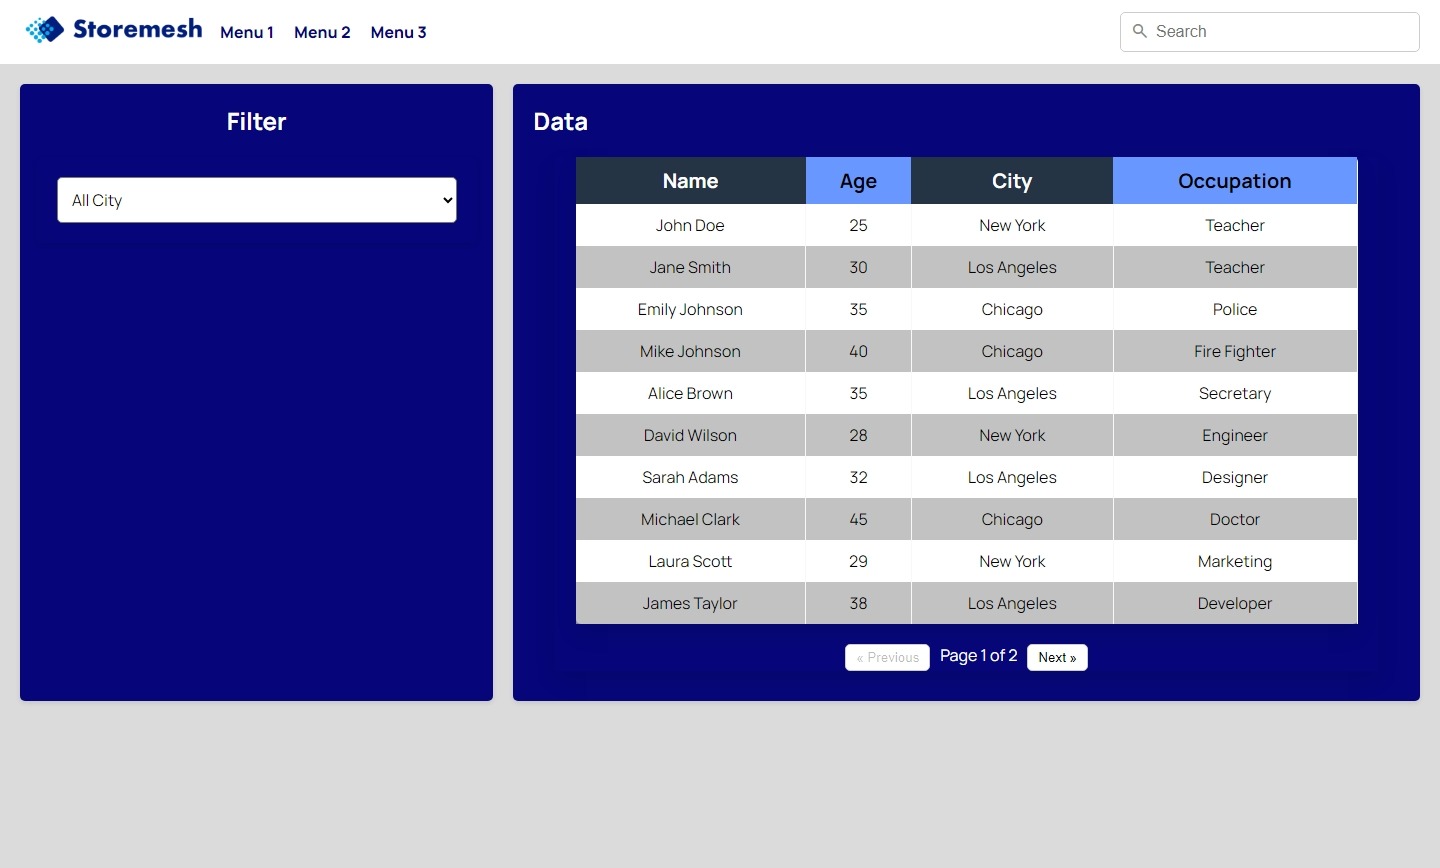 Storemesh Menu 1 Menu 2 Menu 3 Search
Filter
All City
Data
Name Age City Occupation
John Doe 25 New York Teacher
Jane Smith 30 Los Angeles Teacher
Emily Johnson 35 Chicago Police
Mike Johnson 40 Chicago Fire Fighter
Alice Brown 35 Los Angeles Secretary
David Wilson 28 New York Engineer
Sarah Adams 32 Los Angeles Designer
Michael Clark 45 Chicago Doctor
Laura Scott 29 New York Marketing
James Taylor 38 Los Angeles Developer
« Previous Page 1 of 2 Next »